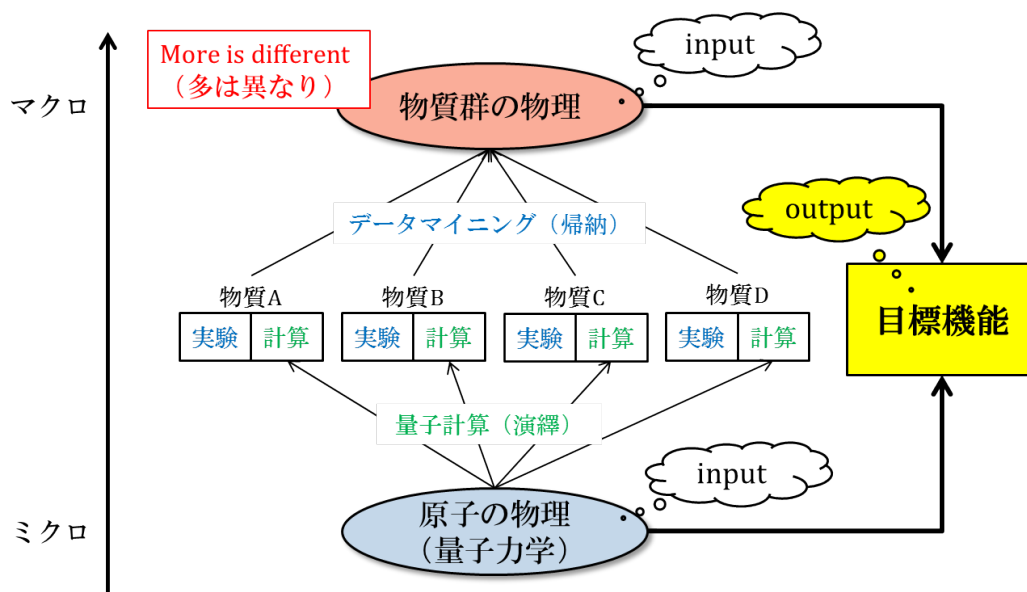 More is different
（多は異なり）
input
マクロ
物質群の物理
output
データマイニング（帰納）
物質A
物質B
物質C
物質D
実験
計算
実験
計算
実験
計算
実験
計算
目標機能
量子計算（演繹）
input
ミクロ
原子の物理
（量子力学）